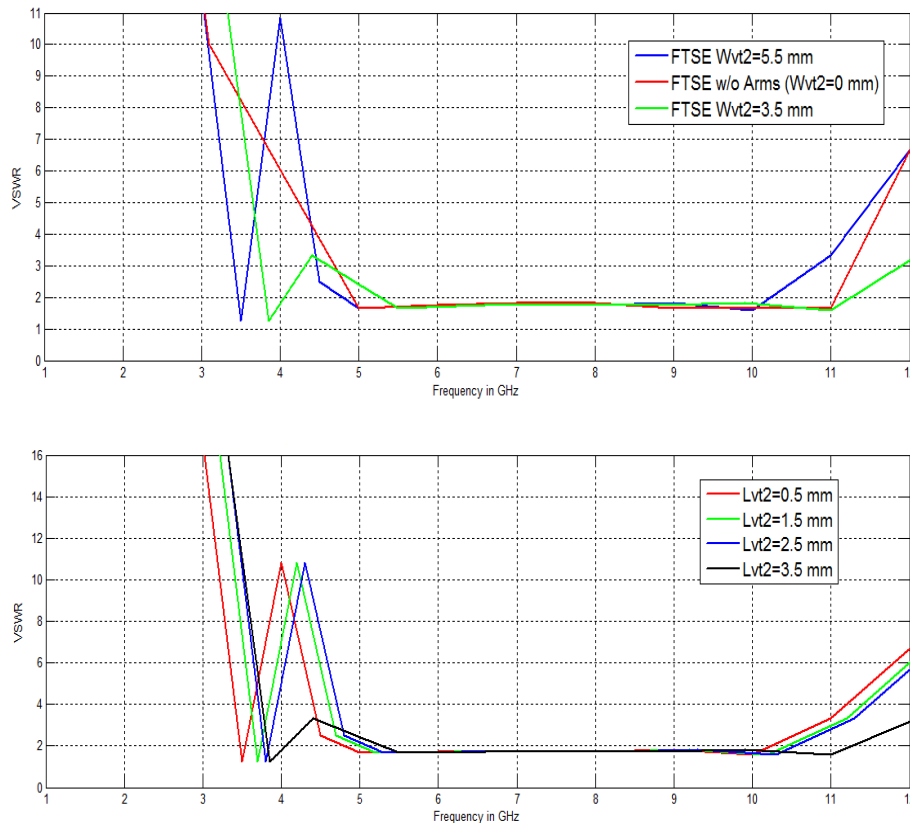 11
10
9
8
7
6
5
4
3
2
1
0
VSWR
FTSE Wvt2=5.5 mm
FTSE w/o Arms (Wvt2=0 mm)
FTSE Wvt2=3.5 mm
1 2 3 4 5 6 7 8 9 10 11 1
Frequency in GHz
16
14
12
10
8
6
4
2
0
VSWR
Lvt2=0.5 mm
Lvt2=1.5 mm
Lvt2=2.5 mm
Lvt2=3.5 mm
1 2 3 4 5 6 7 8 9 10 11 1
Frequency in GHz